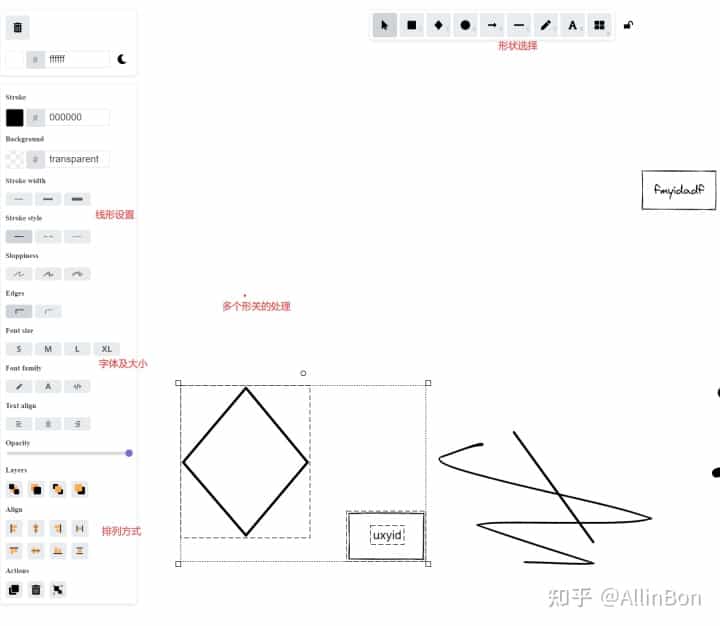 # ffffff
形状选择
Stroke
# 000000
Background
# transparent
Stroke width
线形设置
Stroke style
Sloppiness
Edges
Font size
S M L XL
字体及大小
Font family
A </>
Text align
Opacity
Layers
Align
排列方式
Actions
A
多个形关的处理
fmyidadf
uxyid
知乎 @AllinBon